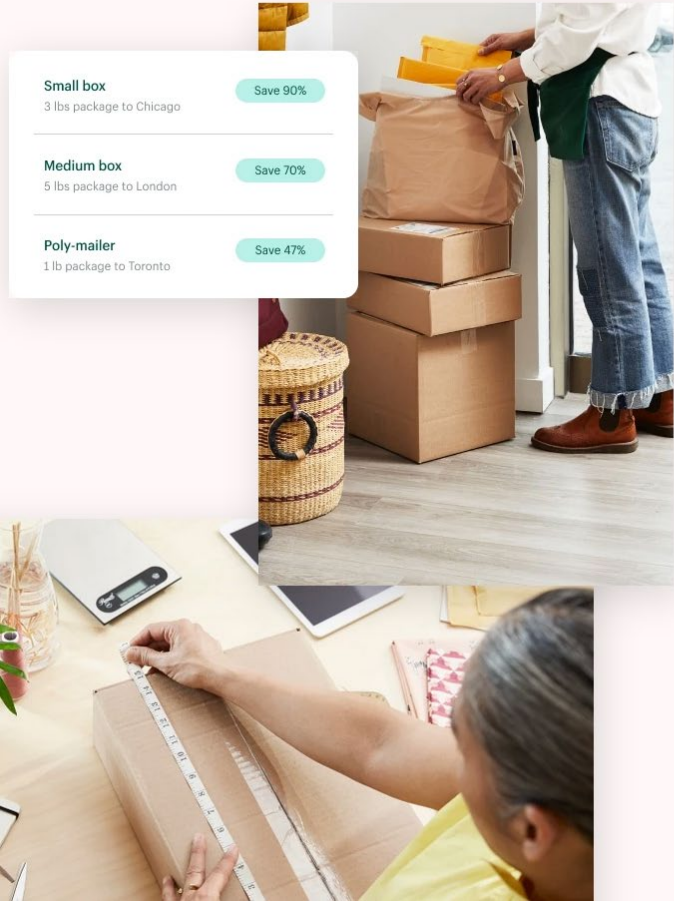 Small box
Save 90%
3 lbs package to Chicago
Medium box
Save 70%
5 lbs package to London
Poly-mailer
Save 47%
1 lb package to Toronto